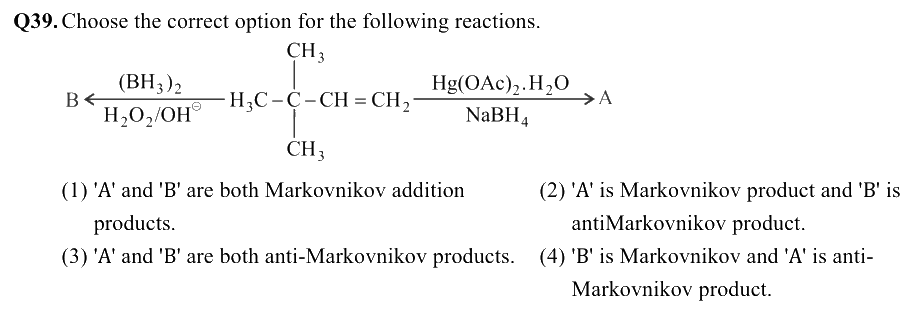 Q39. Choose the correct option for the following reactions.
CH₃
B ⟵ (BH₃)₂ / H₂O₂/OH⊖ — H₃C – C – CH = CH₂ — Hg(OAc)₂.H₂O / NaBH₄ ⟶ A
CH₃
(1) 'A' and 'B' are both Markovnikov addition products.
(2) 'A' is Markovnikov product and 'B' is antiMarkovnikov product.
(3) 'A' and 'B' are both anti-Markovnikov products.
(4) 'B' is Markovnikov and 'A' is anti-Markovnikov product.